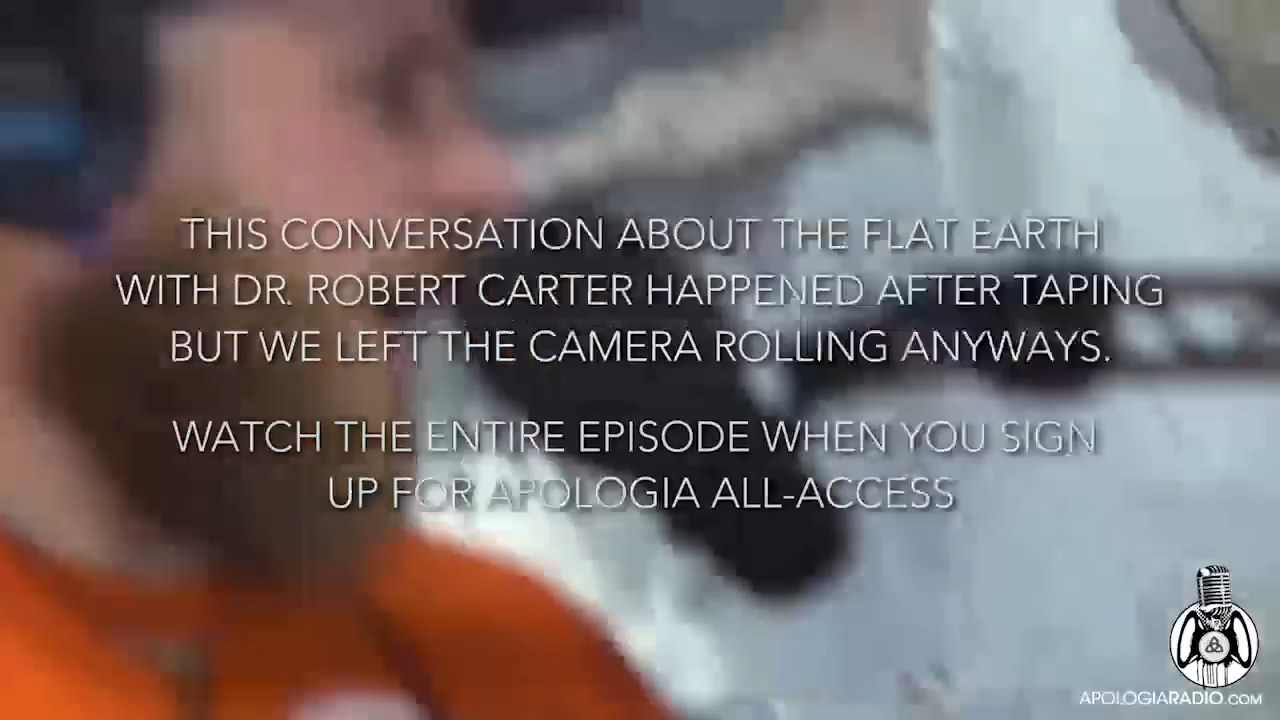 THIS CONVERSATION ABOUT THE FLAT EARTH
WITH DR. ROBERT CARTER HAPPENED AFTER TAPING
BUT WE LEFT THE CAMERA ROLLING ANYWAYS.
WATCH THE ENTIRE EPISODE WHEN YOU SIGN
UP FOR APOLOGIA ALL-ACCESS
APOLOGIARADIO.COM